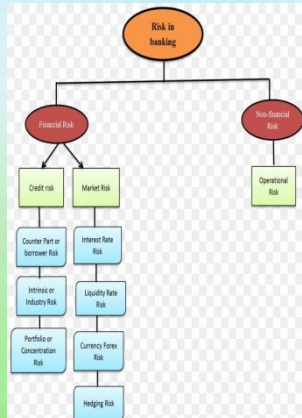 Risk in
banking
Financial Risk
Non-financial
Risk
Credit risk
Market Risk
Operational
Risk
Counter Part or
borrower Risk
Interest Rate
Risk
Intrinsic or
Industry Risk
Liquidity Rate
Risk
Portfolio or
Concentration
Risk
Currency Forex
Risk
Hedging Risk